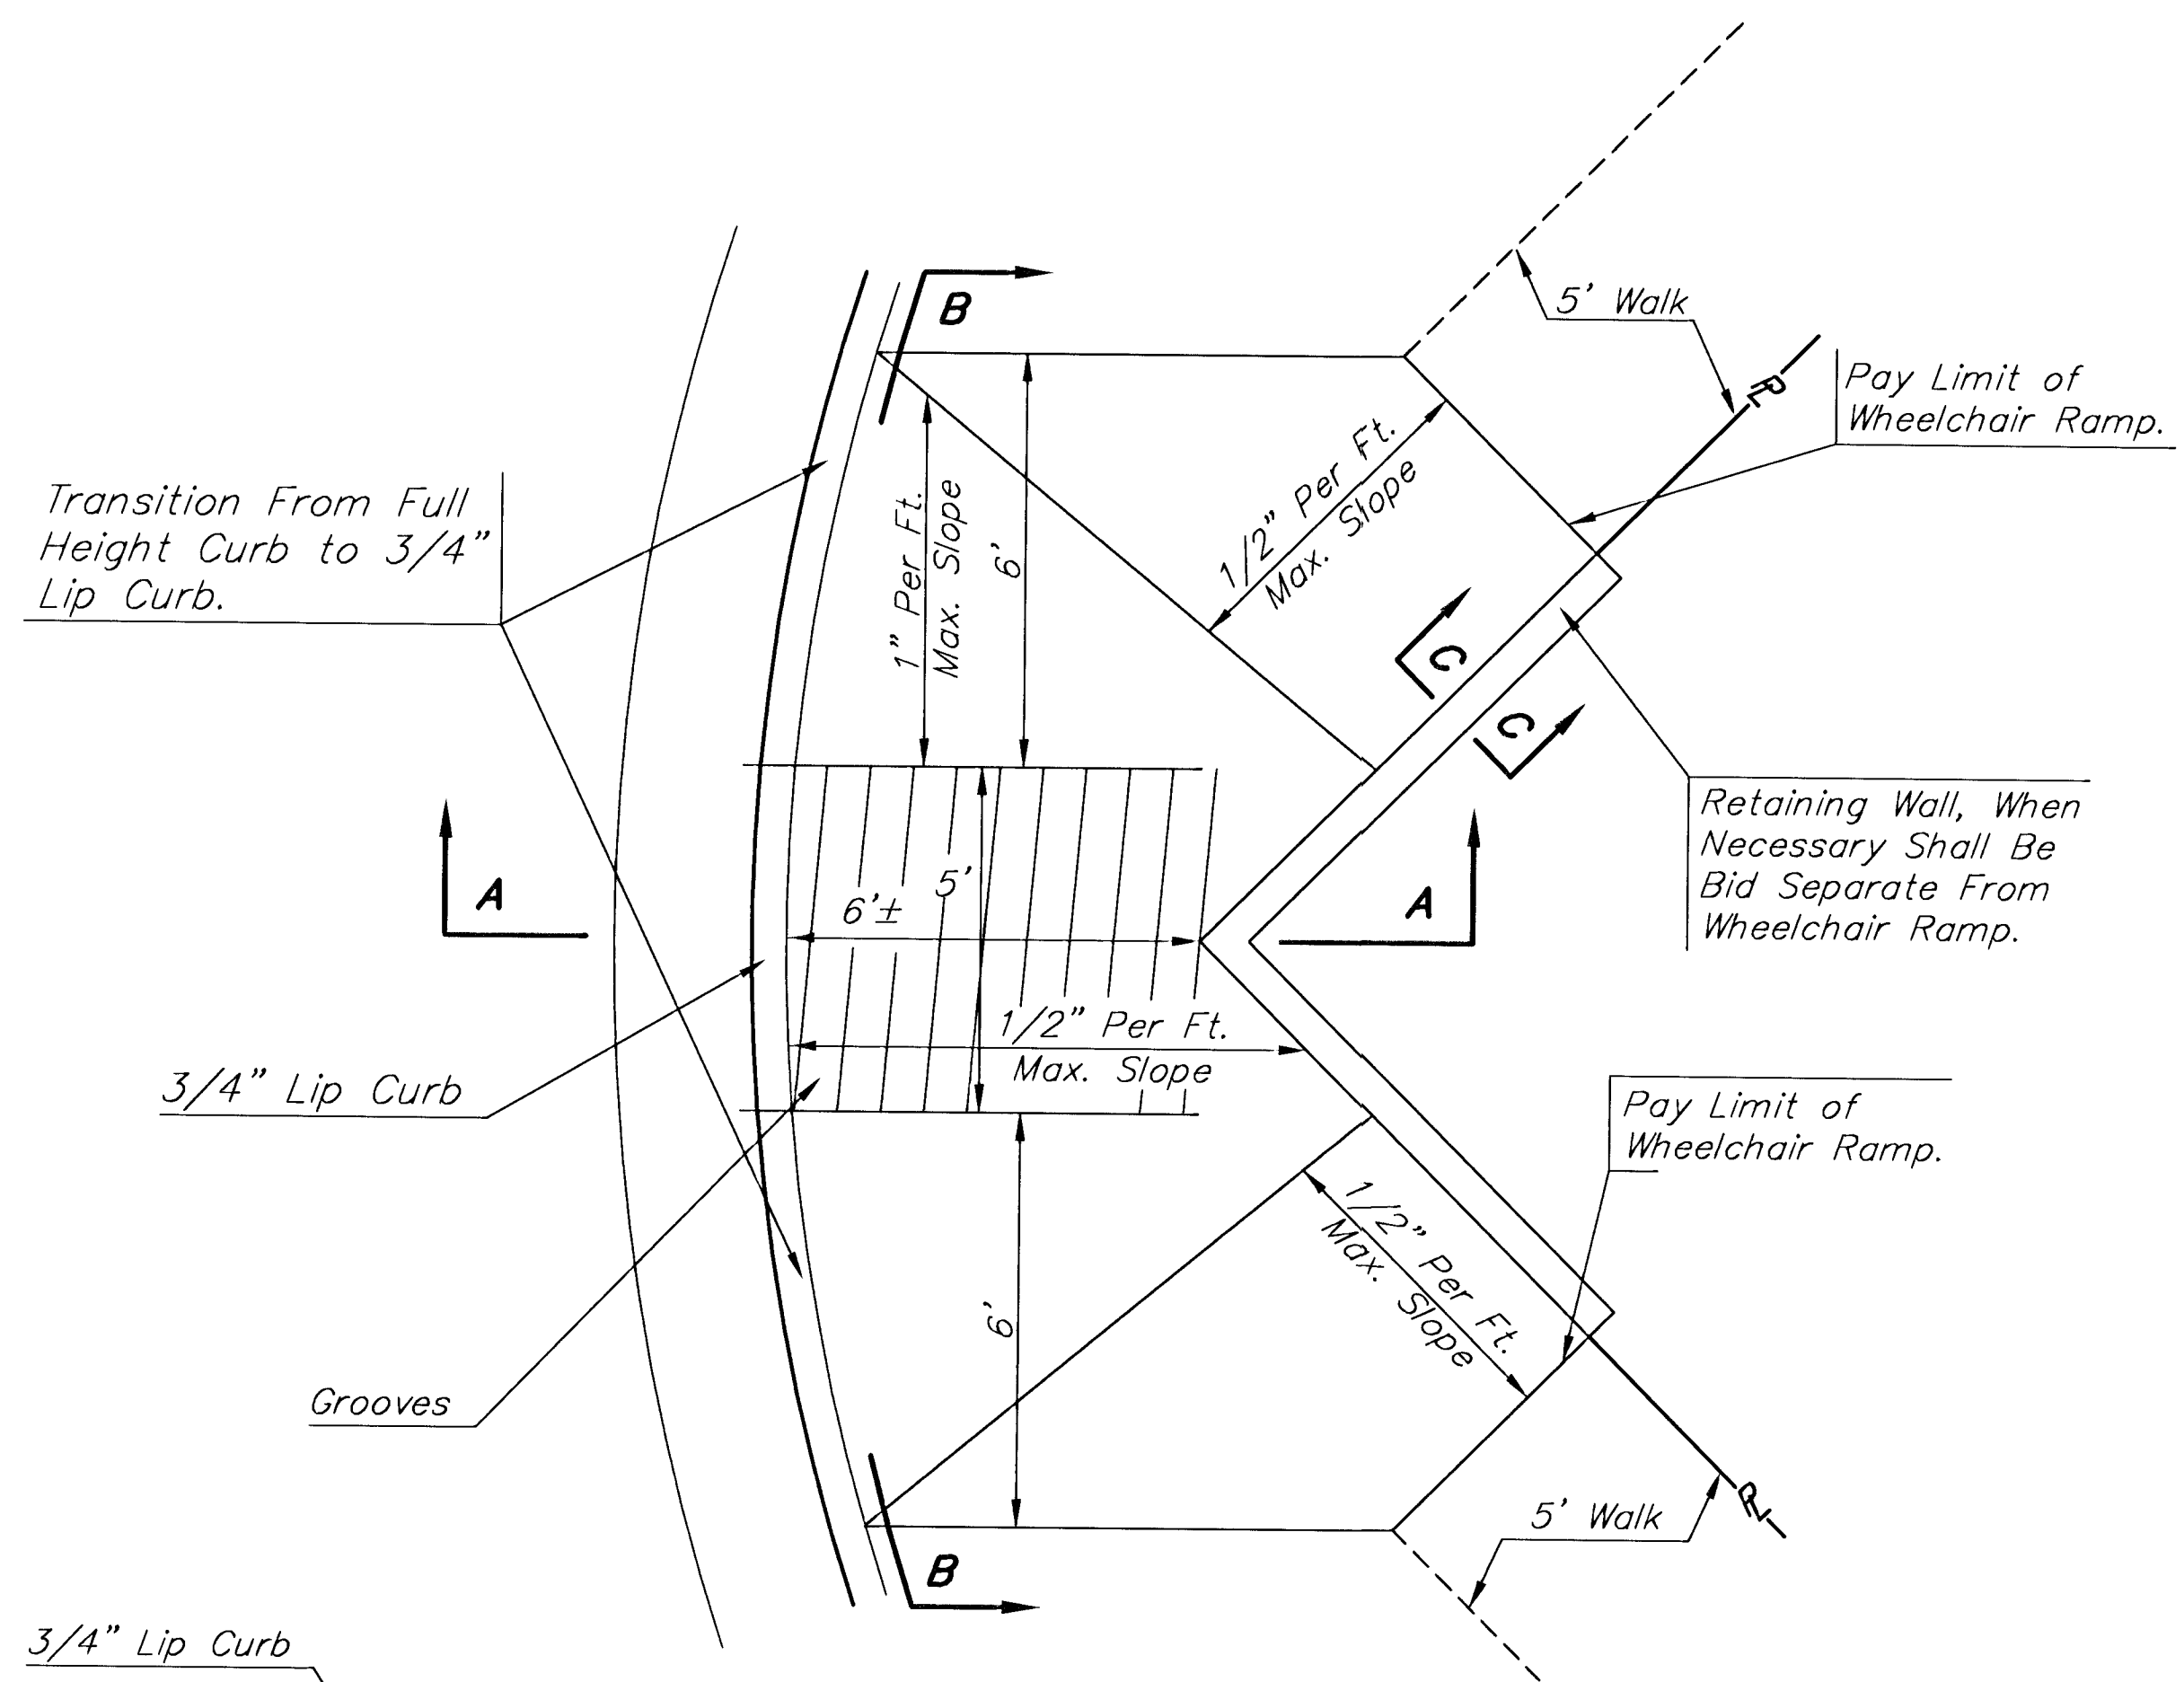 B
5' Walk
PL
Pay Limit of
Wheelchair Ramp.
Transition From Full
Height Curb to 3/4"
Lip Curb.
1" Per Ft.
Max. Slope
6'
1/2" Per Ft.
Max. Slope
C
C
Retaining Wall, When
Necessary Shall Be
Bid Separate From
Wheelchair Ramp.
A
6'±
5'
A
1/2" Per Ft.
Max. Slope
3/4" Lip Curb
Pay Limit of
Wheelchair Ramp.
1/2" Per Ft.
Max. Slope
6'
Grooves
5' Walk
PL
B
3/4" Lip Curb